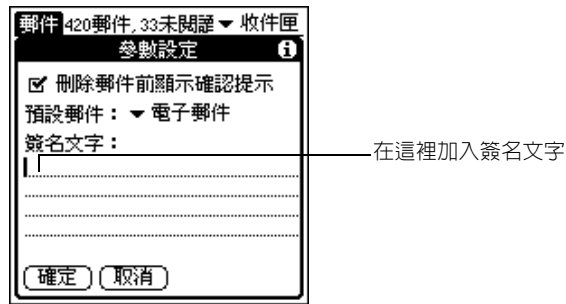 郵件 420郵件, 33未閱讀 收件匣
參數設定
刪除郵件前顯示確認提示
預設郵件： 電子郵件
簽名文字：
在這裡加入簽名文字
確定 取消